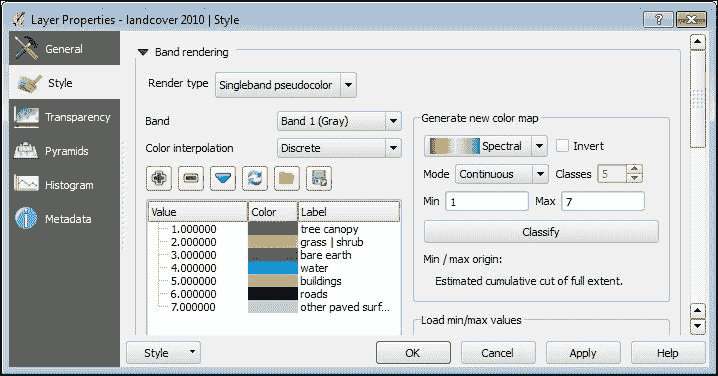 Layer Properties - landcover 2010 | Style
General
Style
Transparency
Pyramids
Histogram
Metadata
Band rendering
Render type Singleband pseudocolor
Band Band 1 (Gray)
Color interpolation Discrete
Value Color Label
1.000000 tree canopy
2.000000 grass | shrub
3.000000 bare earth
4.000000 water
5.000000 buildings
6.000000 roads
7.000000 other paved surf...
Generate new color map
Spectral Invert
Mode Continuous Classes 5
Min 1 Max 7
Classify
Min / max origin:
Estimated cumulative cut of full extent.
Load min/max values
Style OK Cancel Apply Help